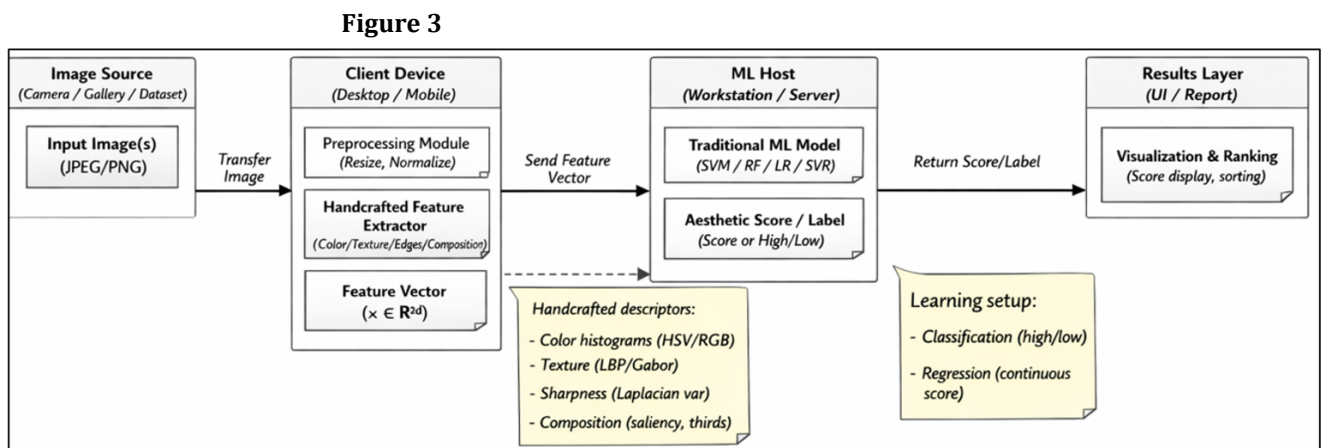 Figure 3
Image Source
(Camera / Gallery / Dataset)
Input Image(s)
(JPEG/PNG)
Transfer
Image
Client Device
(Desktop / Mobile)
Preprocessing Module
(Resize, Normalize)
Handcrafted Feature
Extractor
(Color/Texture/Edges/Composition)
Feature Vector
(x ∈ R²ᵈ)
Send Feature
Vector
ML Host
(Workstation / Server)
Traditional ML Model
(SVM / RF / LR / SVR)
Aesthetic Score / Label
(Score or High/Low)
Return Score/Label
Results Layer
(UI / Report)
Visualization & Ranking
(Score display, sorting)
Handcrafted descriptors:
- Color histograms (HSV/RGB)
- Texture (LBP/Gabor)
- Sharpness (Laplacian var)
- Composition (saliency, thirds)
Learning setup:
- Classification (high/low)
- Regression (continuous
score)